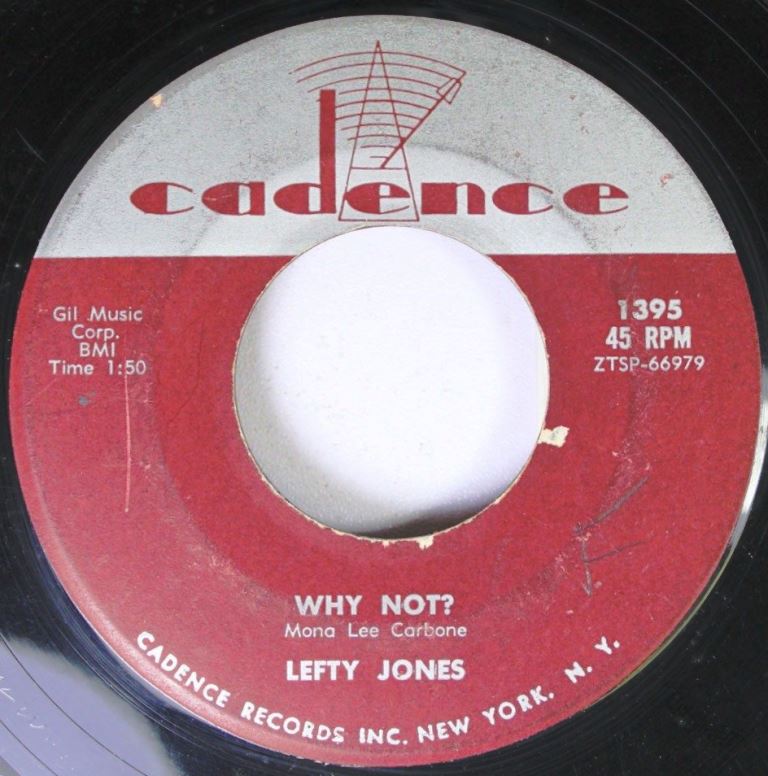 cadence
Gil Music
Corp.
BMI
Time 1:50
1395
45 RPM
ZTSP-66979
WHY NOT?
Mona Lee Carbone
LEFTY JONES
CADENCE RECORDS INC. NEW YORK, N. Y.